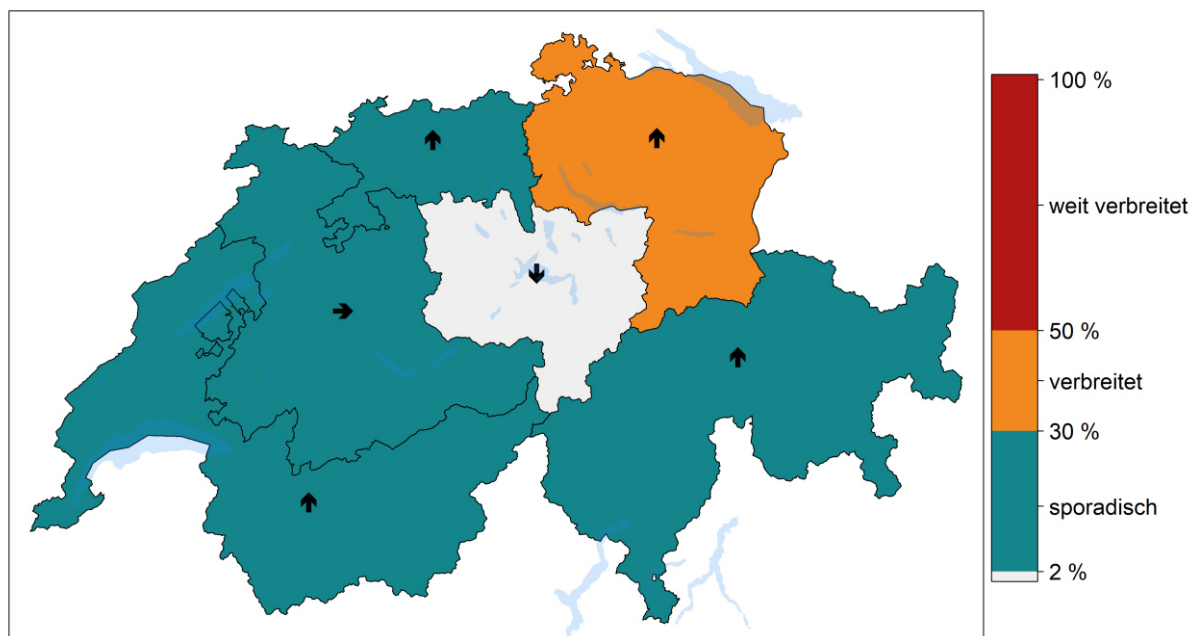 100 %
weit verbreitet
50 %
verbreitet
30 %
sporadisch
2 %